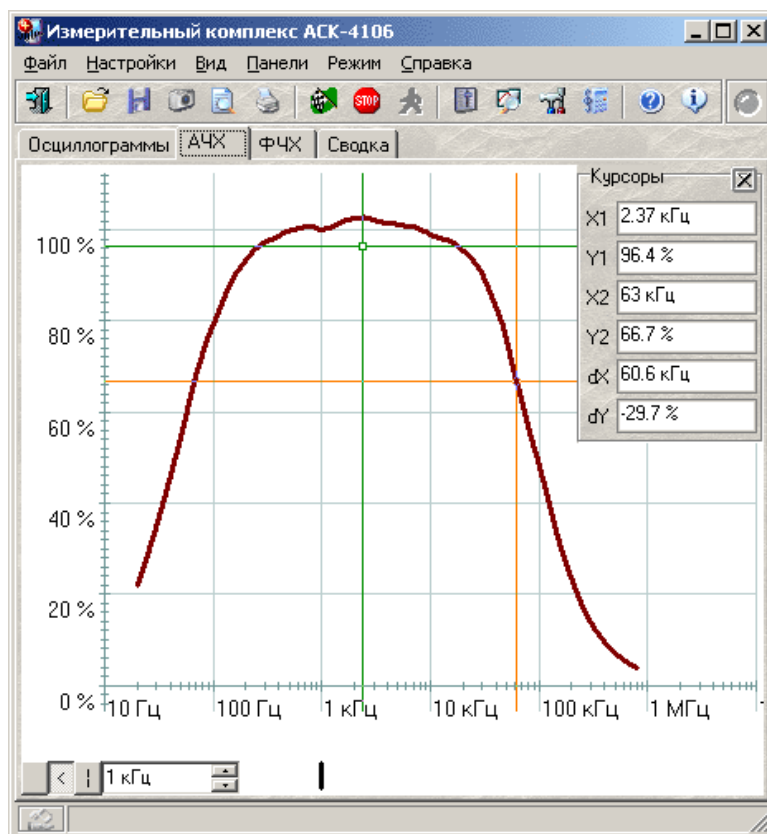 Измерительный комплекс АСК-4106
Файл Настройки Вид Панели Режим Справка
STOP
Осциллограммы АЧХ ФЧХ Сводка
Курсоры
X1 2.37 кГц
Y1 96.4 %
X2 63 кГц
Y2 66.7 %
dX 60.6 кГц
dY -29.7 %
100 %
80 %
60 %
40 %
20 %
0 %
10 Гц 100 Гц 1 кГц 10 кГц 100 кГц 1 МГц
< 1 кГц